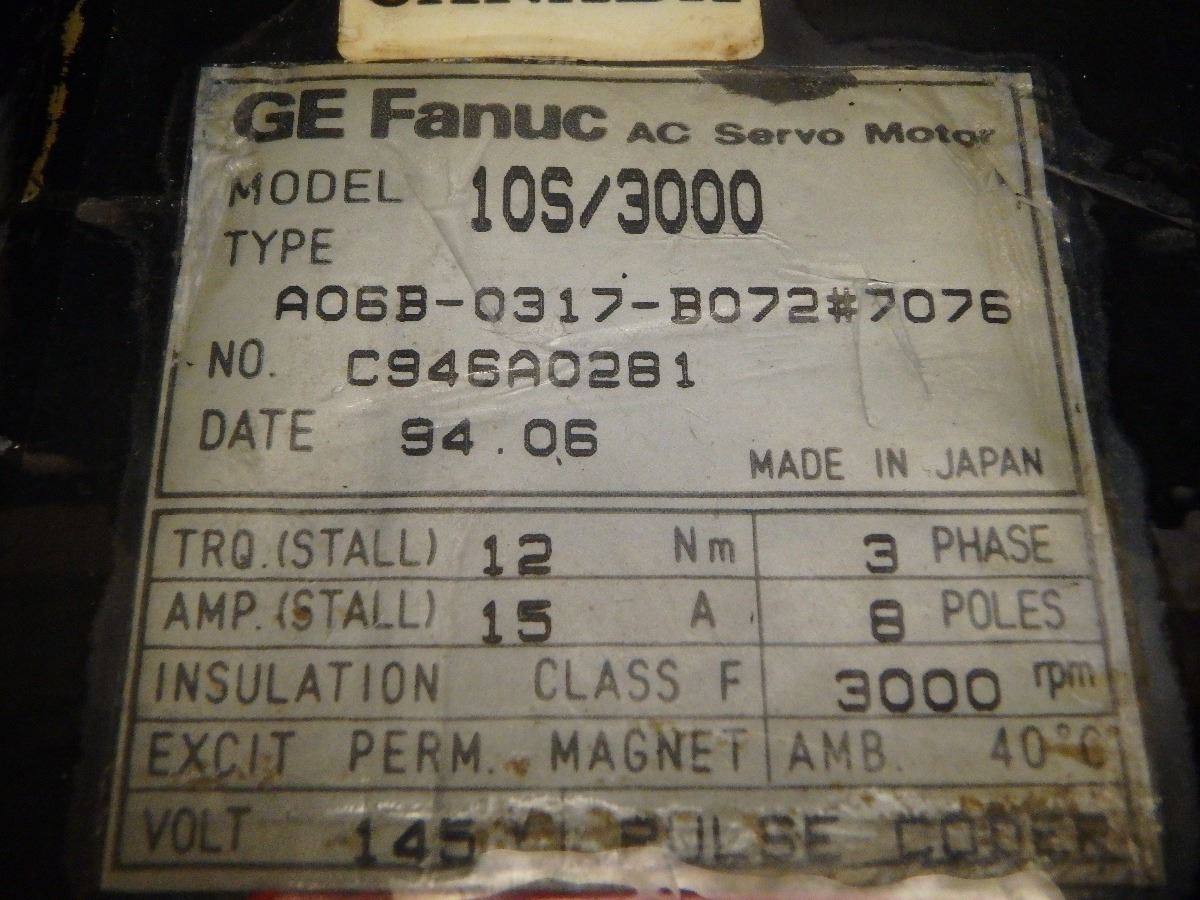 GE Fanuc AC Servo Motor
MODEL 10S/3000
TYPE
A06B-0317-B072#7076
NO. C946A0281
DATE 94.06
MADE IN JAPAN
TRQ.(STALL) 12 Nm 3 PHASE
AMP.(STALL) 15 A 8 POLES
INSULATION CLASS F 3000 rpm
EXCIT PERM. MAGNET AMB. 40°C
VOLT 145 V PULSE CODER